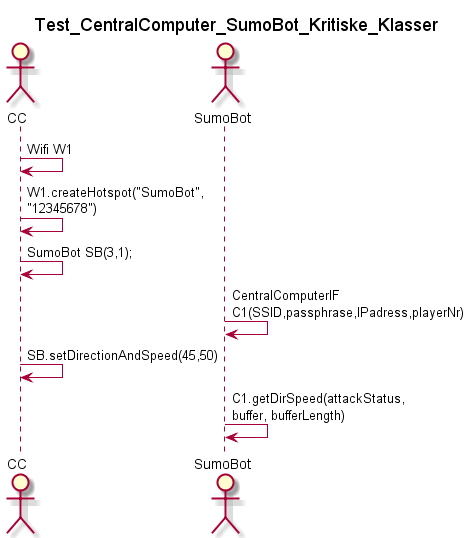 Test_CentralComputer_SumoBot_Kritiske_Klasser
CC
SumoBot
Wifi W1
W1.createHotspot("SumoBot",
"12345678")
SumoBot SB(3,1);
CentralComputerIF
C1(SSID,passphrase,IPadress,playerNr)
SB.setDirectionAndSpeed(45,50)
C1.getDirSpeed(attackStatus,
buffer, bufferLength)
CC
SumoBot